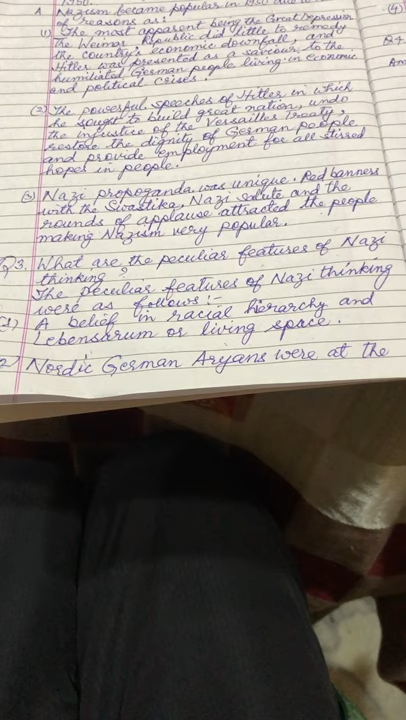 1930.
A Nazism became popular in 1930 due to
of reasons as:
(1) The most apparent being the Great Depression
the Weimar Republic did little to remedy
the country's economic downfall, and
Hitler was presented as a saviour to the
humiliated German people living in economic
and political crises.
(2) The powerful speeches of Hitler in which
he sought to build great nation, undo
the injustice of the Versailles Treaty,
restore the dignity of German people
and provide employment for all stirred
hopes in people.
(3) Nazi propoganda was unique. Red banners
with the Swastika, Nazi salute and the
rounds of applause attracted the people
making Nazism very popular.
Q3. What are the peculiar features of Nazi
thinking?
The peculiar features of Nazi thinking
were as follows:-
(1) A belief in racial hierarchy and
Lebensarum or living space.
2 Nordic German Aryans were at the
(4)
Q4.
Ans